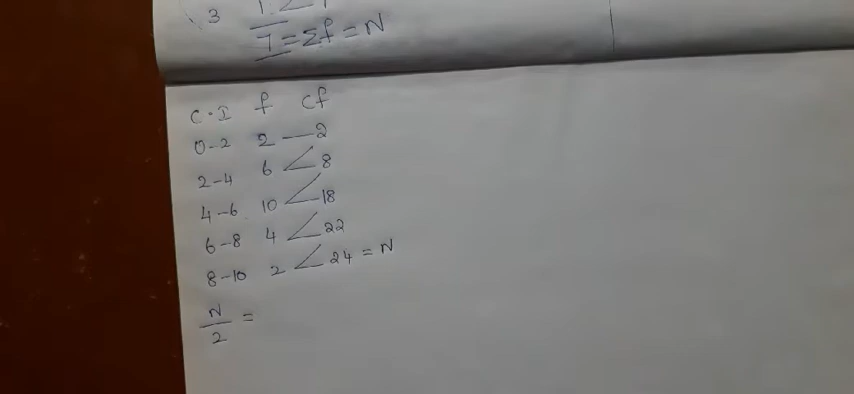 3
7 = Σf = N
C.I f Cf
0-2 2 2
2-4 6 8
4-6 10 18
6-8 4 22
8-10 2 24 = N
N/2 =